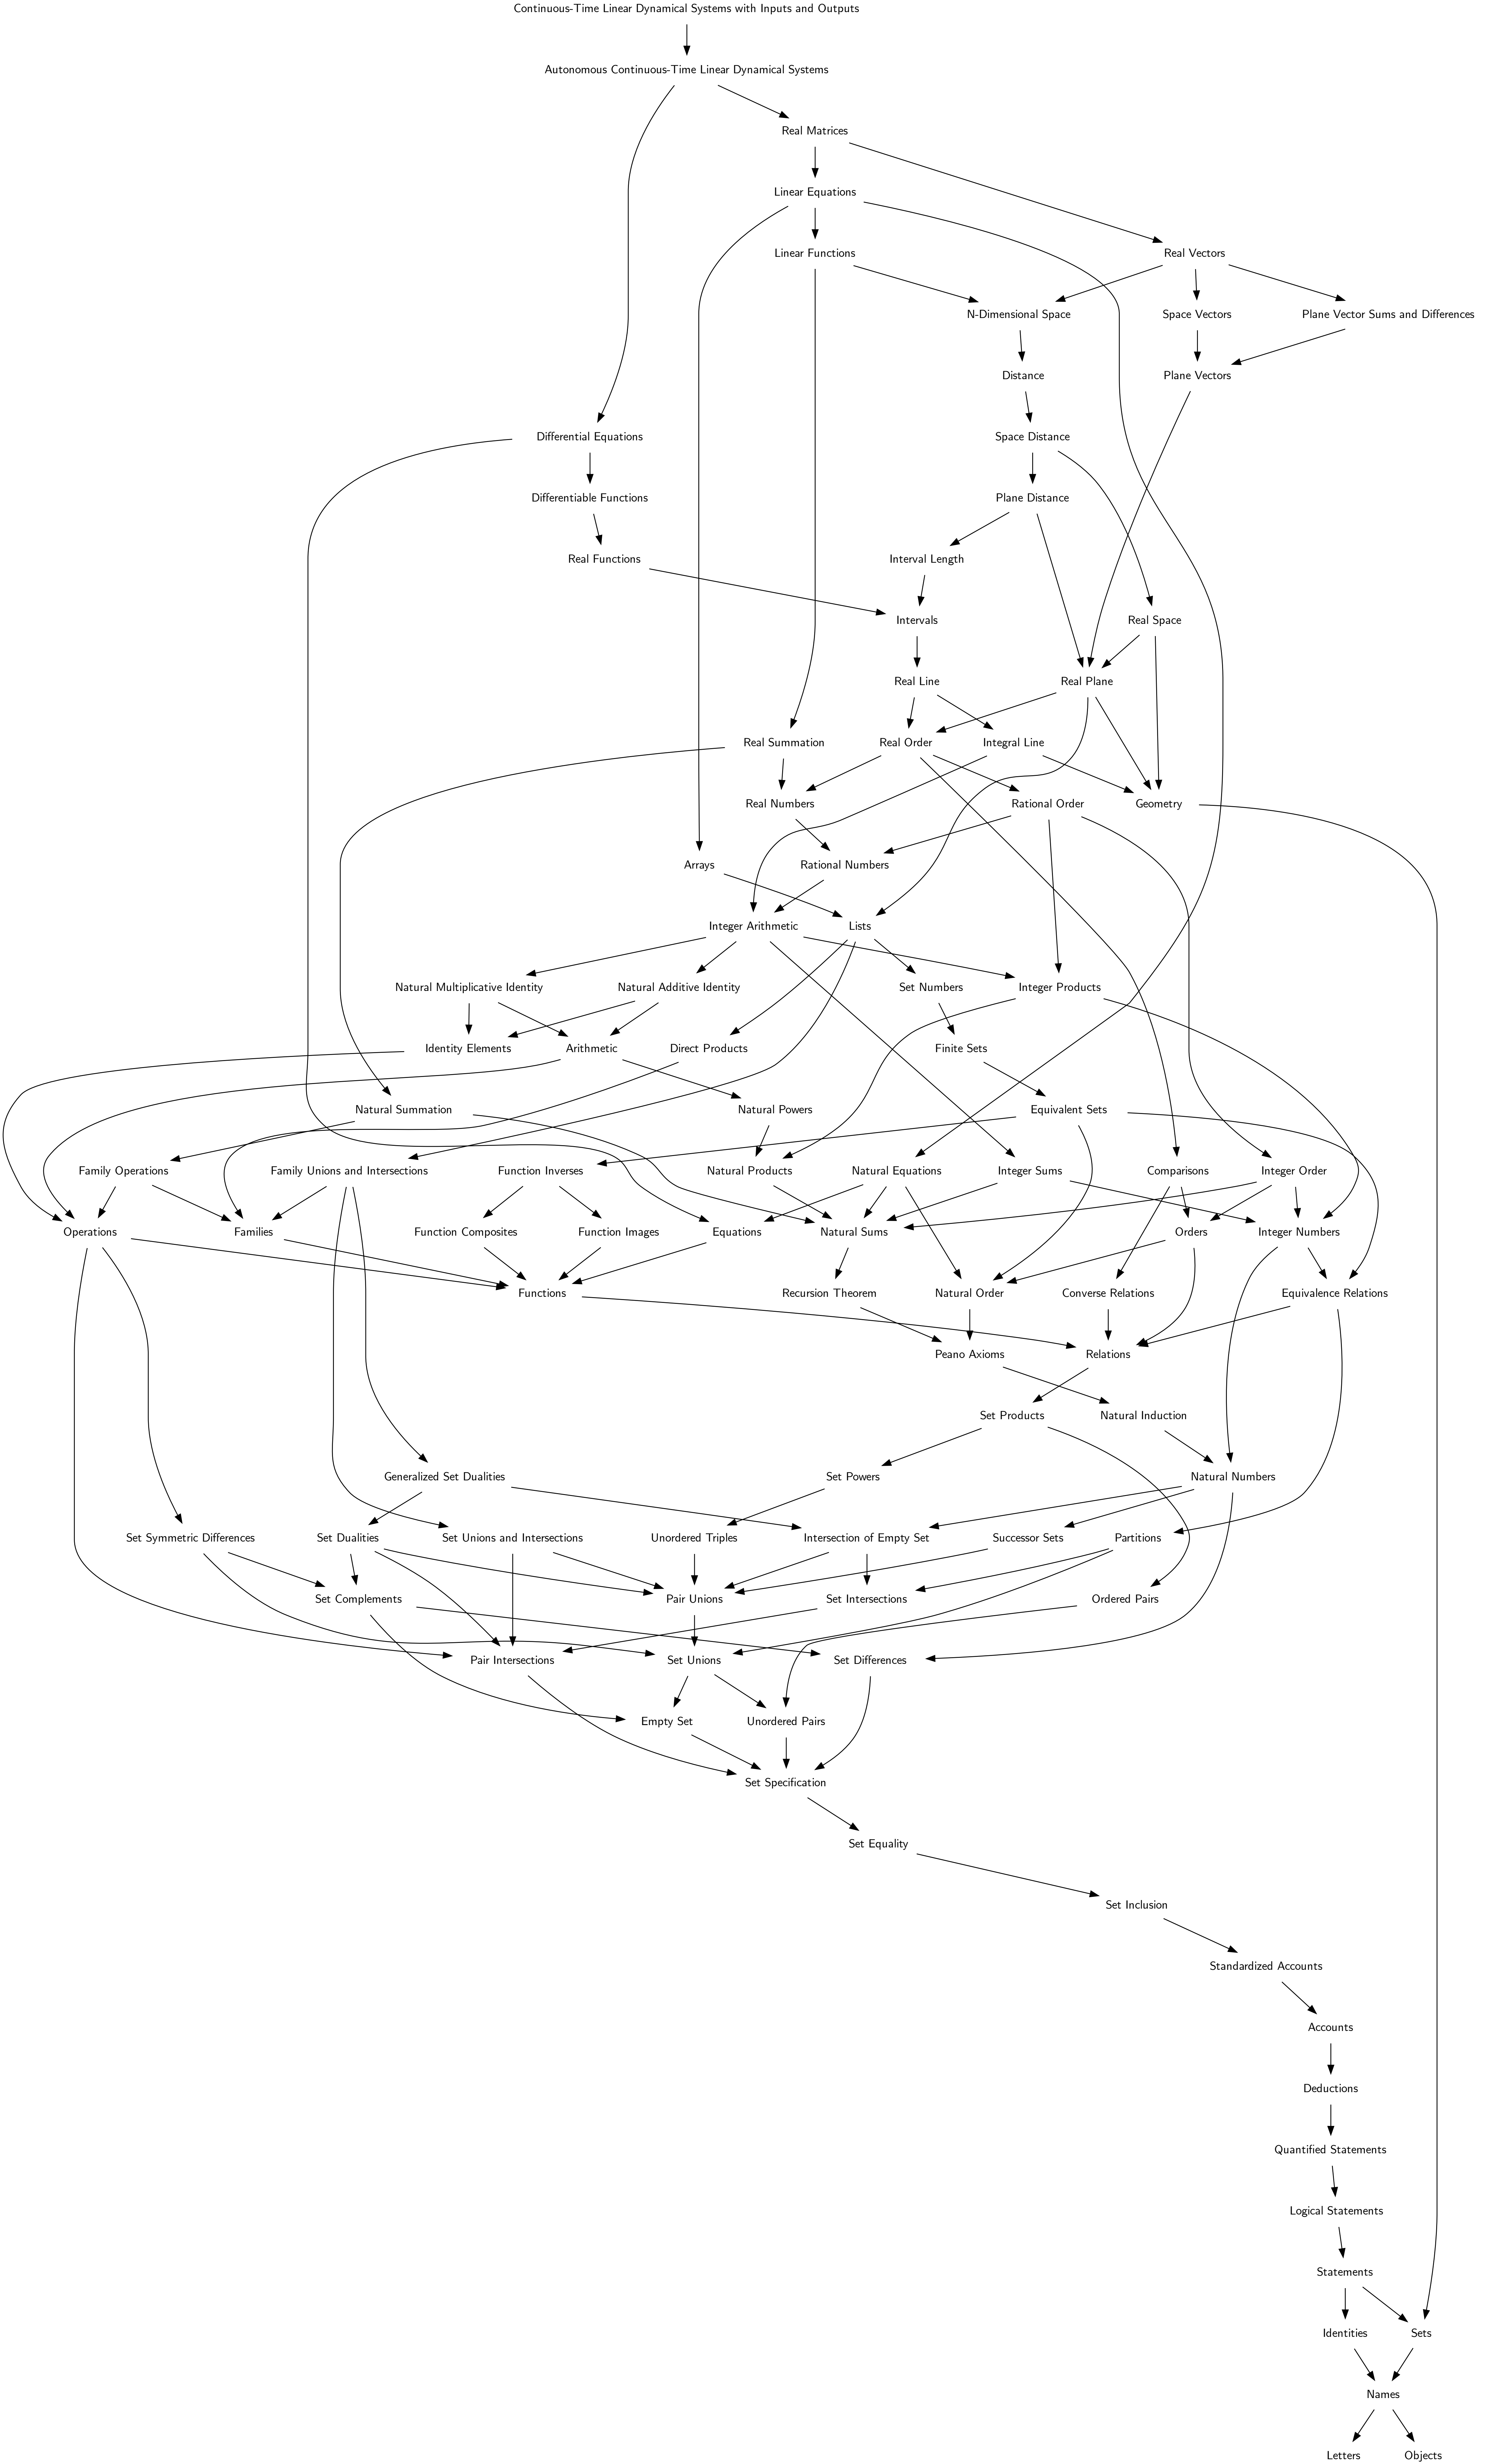 Continuous-Time Linear Dynamical Systems with Inputs and Outputs
Autonomous Continuous-Time Linear Dynamical Systems
Real Matrices
Linear Equations
Linear Functions
Real Vectors
N-Dimensional Space
Space Vectors
Plane Vector Sums and Differences
Distance
Plane Vectors
Differential Equations
Space Distance
Differentiable Functions
Plane Distance
Real Functions
Interval Length
Intervals
Real Space
Real Line
Real Plane
Real Summation
Real Order
Integral Line
Real Numbers
Rational Order
Geometry
Arrays
Rational Numbers
Integer Arithmetic
Lists
Natural Multiplicative Identity
Natural Additive Identity
Set Numbers
Integer Products
Identity Elements
Arithmetic
Direct Products
Finite Sets
Natural Summation
Natural Powers
Equivalent Sets
Family Operations
Family Unions and Intersections
Function Inverses
Natural Products
Natural Equations
Integer Sums
Comparisons
Integer Order
Operations
Families
Function Composites
Function Images
Equations
Natural Sums
Orders
Integer Numbers
Functions
Recursion Theorem
Natural Order
Converse Relations
Equivalence Relations
Peano Axioms
Relations
Set Products
Natural Induction
Generalized Set Dualities
Set Powers
Natural Numbers
Set Symmetric Differences
Set Dualities
Set Unions and Intersections
Unordered Triples
Intersection of Empty Set
Successor Sets
Partitions
Set Complements
Pair Unions
Set Intersections
Ordered Pairs
Pair Intersections
Set Unions
Set Differences
Empty Set
Unordered Pairs
Set Specification
Set Equality
Set Inclusion
Standardized Accounts
Accounts
Deductions
Quantified Statements
Logical Statements
Statements
Identities
Sets
Names
Letters
Objects